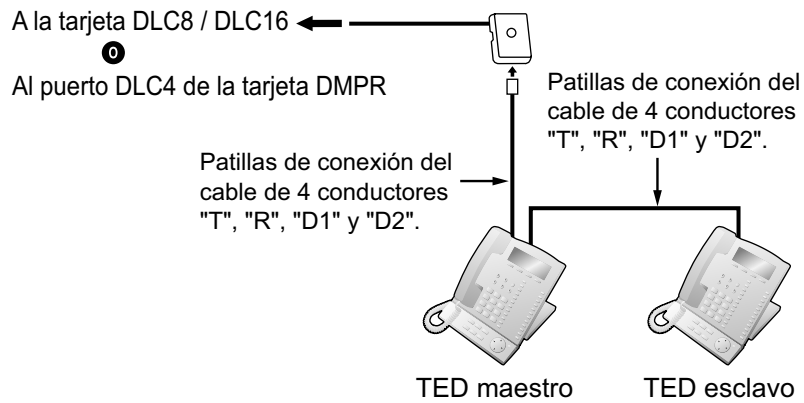 A la tarjeta DLC8 / DLC16
O
Al puerto DLC4 de la tarjeta DMPR
Patillas de conexión del
cable de 4 conductores
"T", "R", "D1" y "D2".
Patillas de conexión del
cable de 4 conductores
"T", "R", "D1" y "D2".
TED maestro
TED esclavo